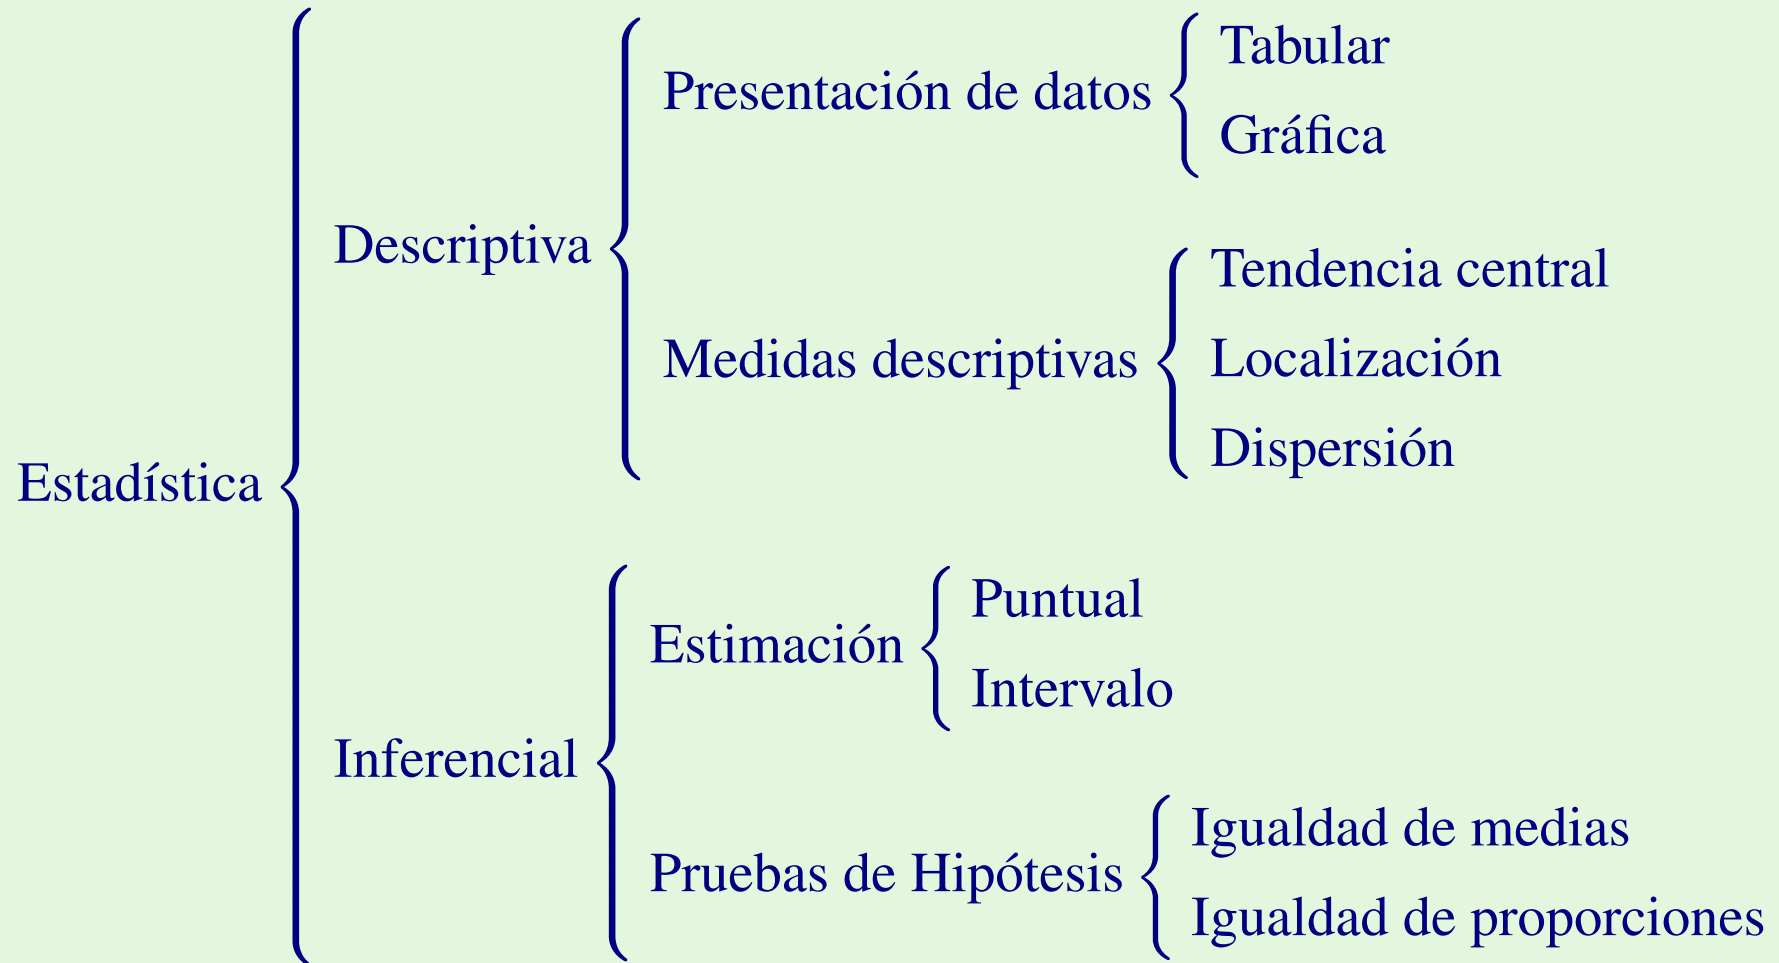 Estadística
Descriptiva
Presentación de datos
Tabular
Gráfica
Medidas descriptivas
Tendencia central
Localización
Dispersión
Inferencial
Estimación
Puntual
Intervalo
Pruebas de Hipótesis
Igualdad de medias
Igualdad de proporciones